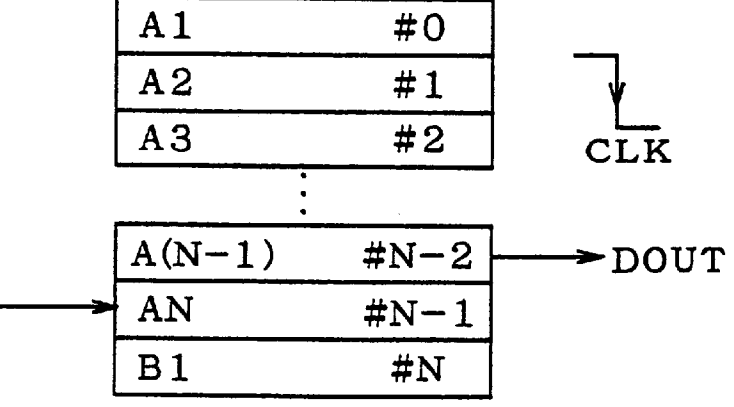 A1 #0
A2 #1
A3 #2
CLK
A(N-1) #N-2 DOUT
AN #N-1
B1 #N